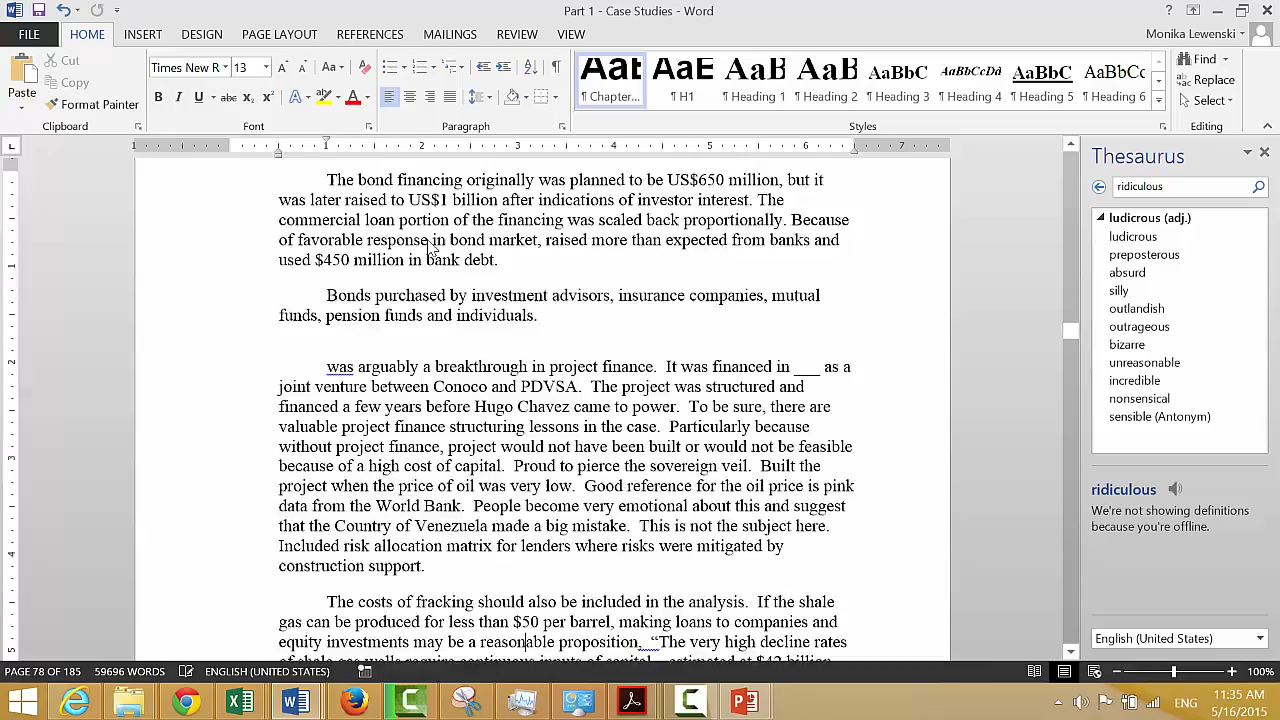 Part 1 - Case Studies - Word
FILE HOME INSERT DESIGN PAGE LAYOUT REFERENCES MAILINGS REVIEW VIEW Monika Lewenski
Paste
Cut
Copy
Format Painter
Clipboard
Times New R 13
Font
Paragraph
¶ Chapter... ¶ H1 ¶ Heading 1 ¶ Heading 2 ¶ Heading 3 ¶ Heading 4 ¶ Heading 5 ¶ Heading 6
Styles
Find
Replace
Select
Editing
The bond financing originally was planned to be US$650 million, but it
was later raised to US$1 billion after indications of investor interest. The
commercial loan portion of the financing was scaled back proportionally. Because
of favorable response in bond market, raised more than expected from banks and
used $450 million in bank debt.
Bonds purchased by investment advisors, insurance companies, mutual
funds, pension funds and individuals.
was arguably a breakthrough in project finance. It was financed in ___ as a
joint venture between Conoco and PDVSA. The project was structured and
financed a few years before Hugo Chavez came to power. To be sure, there are
valuable project finance structuring lessons in the case. Particularly because
without project finance, project would not have been built or would not be feasible
because of a high cost of capital. Proud to pierce the sovereign veil. Built the
project when the price of oil was very low. Good reference for the oil price is pink
data from the World Bank. People become very emotional about this and suggest
that the Country of Venezuela made a big mistake. This is not the subject here.
Included risk allocation matrix for lenders where risks were mitigated by
construction support.
The costs of fracking should also be included in the analysis. If the shale
gas can be produced for less than $50 per barrel, making loans to companies and
equity investments may be a reasonable proposition, “The very high decline rates
Thesaurus
ridiculous
ludicrous (adj.)
ludicrous
preposterous
absurd
silly
outlandish
outrageous
bizarre
unreasonable
incredible
nonsensical
sensible (Antonym)
ridiculous
We're not showing definitions
because you're offline.
English (United States)
PAGE 78 OF 185 59696 WORDS ENGLISH (UNITED STATES) 100%
ENG
11:35 AM
5/16/2015